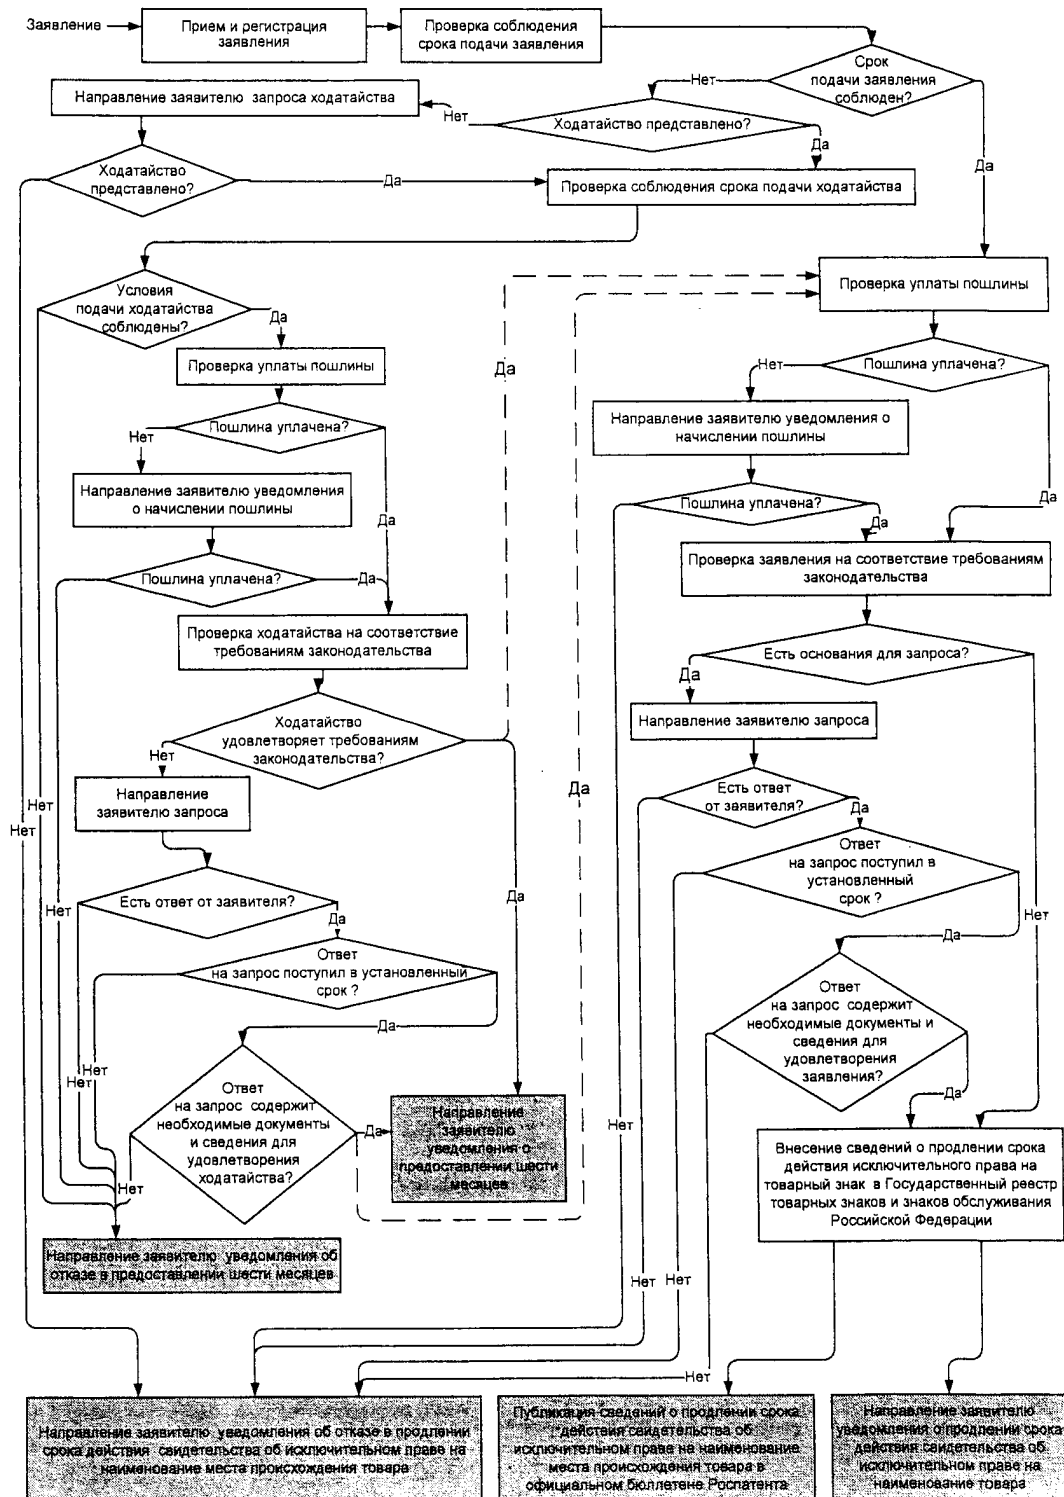 Заявление
Прием и регистрация
заявления
Проверка соблюдения
срока подачи заявления
Срок
подачи заявления
соблюден?
Нет
Направление заявителю запроса ходатайства
Нет
Ходатайство представлено?
Да
Да
Ходатайство
представлено?
Да
Проверка соблюдения срока подачи ходатайства
Условия
подачи ходатайства
соблюдены?
Да
Проверка уплаты пошлины
Проверка уплаты пошлины
Да
Нет
Пошлина уплачена?
Пошлина уплачена?
Нет
Направление заявителю уведомления о
начислении пошлины
Направление заявителю уведомления
о начислении пошлины
Да
Пошлина уплачена?
Да
Да
Проверка заявления на соответствие требованиям
законодательства
Пошлина уплачена?
Да
Проверка ходатайства на соответствие
требованиям законодательства
Есть основания для запроса?
Да
Направление заявителю запроса
Ходатайство
удовлетворяет требованиям
законодательства?
Нет
Направление
заявителю запроса
Да
Есть ответ
от заявителя?
Да
Нет
Нет
Ответ
на запрос поступил в
установленный
срок ?
Есть ответ от заявителя?
Да
Нет
Да
Нет
Да
Ответ
на запрос поступил в установленный
срок ?
Да
Ответ
на запрос содержит
необходимые документы и
сведения для
удовлетворения
заявления?
Да
Нет
Нет
Ответ
на запрос содержит
необходимые документы
и сведения для
удовлетворения
ходатайства?
Да
Нет
Направление
заявителю
уведомления о
предоставлении шести
месяцев
Нет
Внесение сведений о продлении срока
действия исключительного права на
товарный знак в Государственный реестр
товарных знаков и знаков обслуживания
Российской Федерации
Направление заявителю уведомления об
отказе в предоставлении шести месяцев
Нет
Нет
Нет
Направление заявителю уведомления об отказе в продлении
срока действия свидетельства об исключительном праве на
наименование места происхождения товара
Публикация сведений о продлении срока
действия свидетельства об
исключительном праве на наименование
места происхождения товара в
официальном бюллетене Роспатента
Направление заявителю
уведомления о продлении срока
действия свидетельства об
исключительном праве на
наименование товара